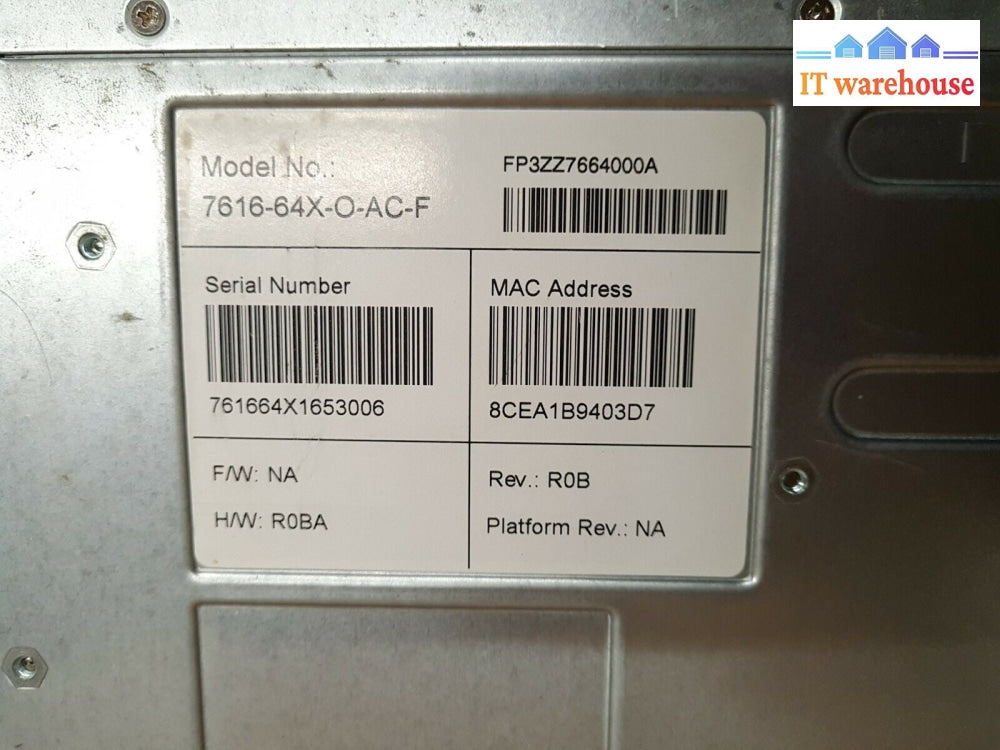 IT warehouse
Model No.:
7616-64X-O-AC-F
FP3ZZ7664000A
Serial Number
761664X1653006
MAC Address
8CEA1B9403D7
F/W: NA
H/W: R0BA
Rev.: R0B
Platform Rev.: NA